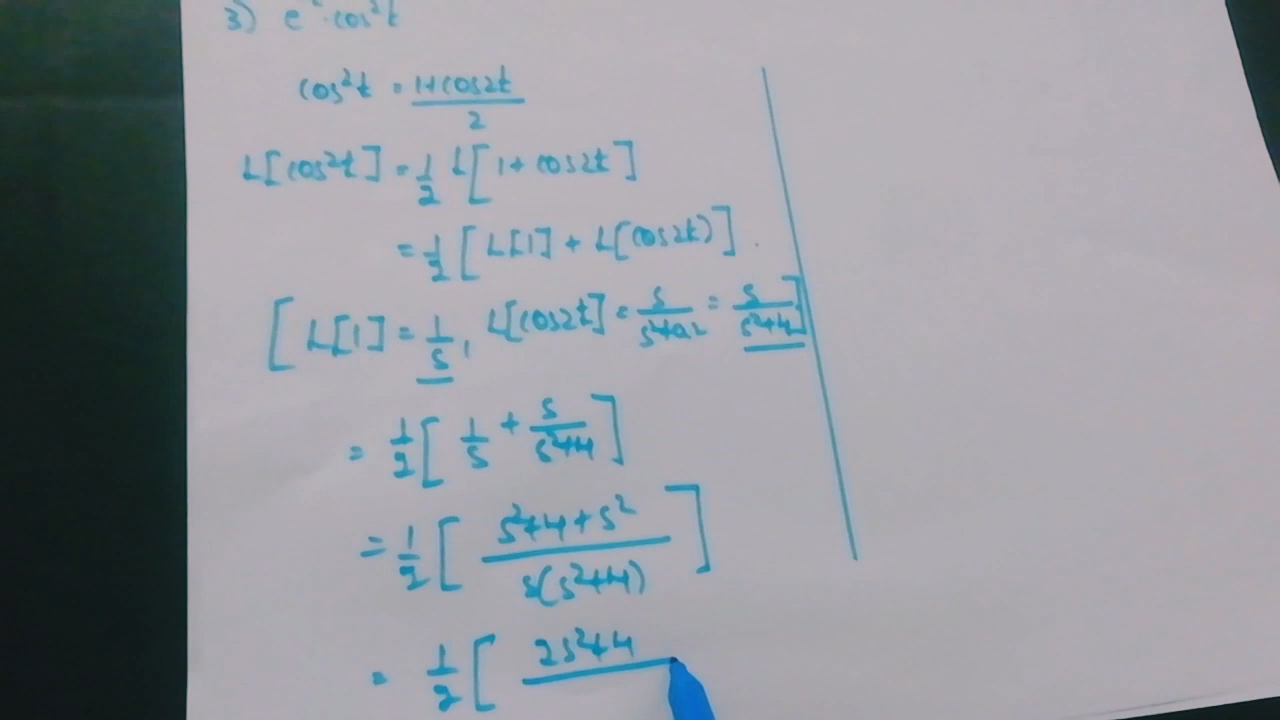 3) e · cos²t
cos²t = 1+cos2t / 2
L[cos²t] = 1/2 L[1+cos2t]
= 1/2 [L[1] + L[cos2t)].
[L[1] = 1/s, L[cos2t] = s/s²+a² = s/s²+4]
= 1/2 [1/s + s/s²+4]
= 1/2 [s²+4+s² / s(s²+4)]
= 1/2 [2s²+4